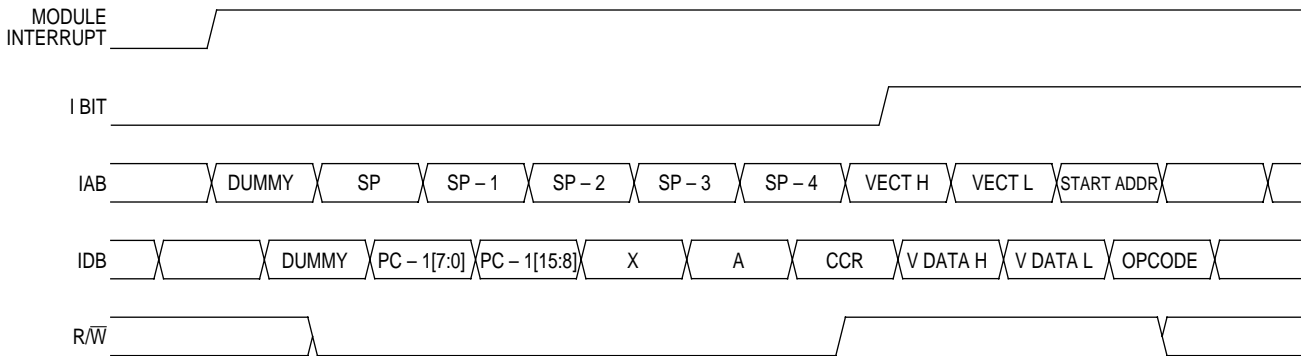 MODULE
INTERRUPT
I BIT
IAB DUMMY SP SP – 1 SP – 2 SP – 3 SP – 4 VECT H VECT L START ADDR
IDB DUMMY PC – 1[7:0] PC – 1[15:8] X A CCR V DATA H V DATA L OPCODE
R/W̅